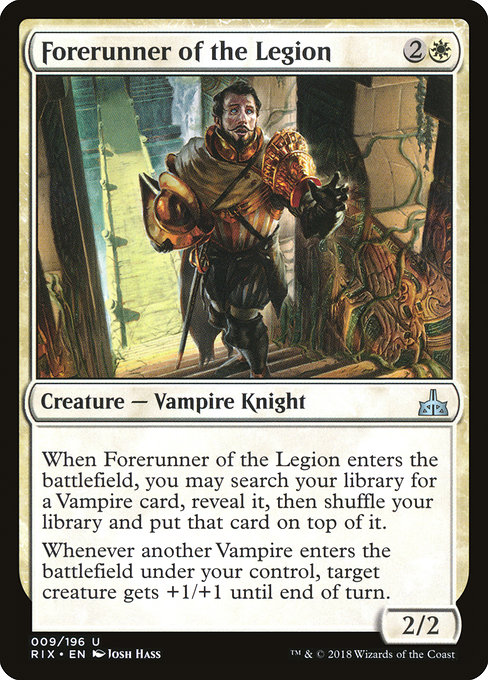 Forerunner of the Legion 2
Creature — Vampire Knight
When Forerunner of the Legion enters the
battlefield, you may search your library for
a Vampire card, reveal it, then shuffle your
library and put that card on top of it.
Whenever another Vampire enters the
battlefield under your control, target
creature gets +1/+1 until end of turn.
2/2
009/196 U
RIX • EN Josh Hass
™ & © 2018 Wizards of the Coast